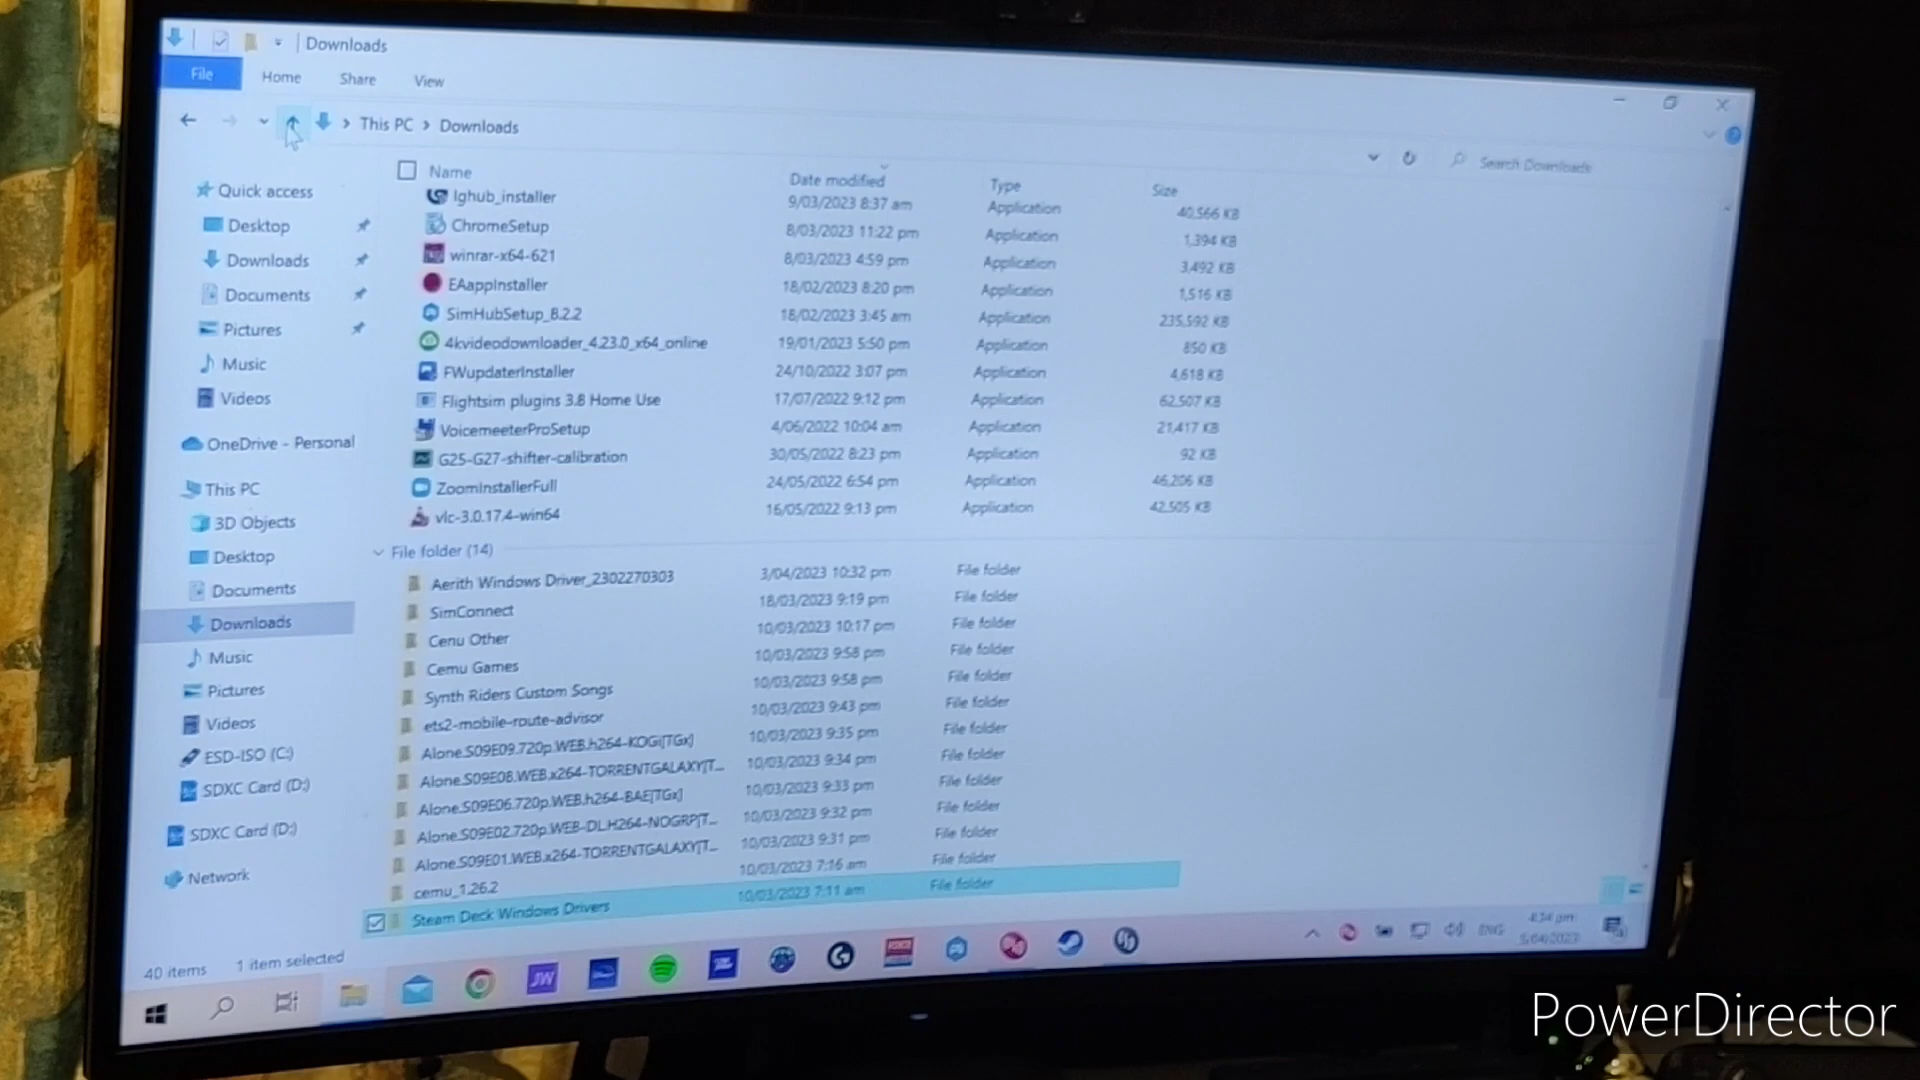 Downloads
File Home Share View
This PC > Downloads
Search Downloads
Name Date modified Type Size
lghub_installer 9/03/2023 8:37 am Application 40,566 KB
ChromeSetup 8/03/2023 11:22 pm Application 1,394 KB
winrar-x64-621 8/03/2023 4:59 pm Application 3,492 KB
EAappInstaller 18/02/2023 8:20 pm Application 1,516 KB
SimHubSetup_8.2.2 18/02/2023 3:45 am Application 235,592 KB
4kvideodownloader_4.23.0_x64_online 19/01/2023 5:50 pm Application 850 KB
FWupdaterInstaller 24/10/2022 3:07 pm Application 4,618 KB
Flightsim plugins 3.8 Home Use 17/07/2022 9:12 pm Application 62,507 KB
VoicemeeterProSetup 4/06/2022 10:04 am Application 21,417 KB
G25-G27-shifter-calibration 30/05/2022 8:23 pm Application 92 KB
ZoomInstallerFull 24/05/2022 6:54 pm Application 46,206 KB
vlc-3.0.17.4-win64 16/05/2022 9:13 pm Application 42,505 KB
File folder (14)
Aerith Windows Driver_2302270303 3/04/2023 10:32 pm File folder
SimConnect 18/03/2023 9:19 pm File folder
Cenu Other 10/03/2023 10:17 pm File folder
Cemu Games 10/03/2023 9:58 pm File folder
Synth Riders Custom Songs 10/03/2023 9:58 pm File folder
ets2-mobile-route-advisor 10/03/2023 9:43 pm File folder
Alone.S09E09.720p.WEB.h264-KOGi[TGx] 10/03/2023 9:35 pm File folder
Alone.S09E08.WEB.x264-TORRENTGALAXY[T... 10/03/2023 9:34 pm File folder
Alone.S09E06.720p.WEB.h264-BAE[TGx] 10/03/2023 9:33 pm File folder
Alone.S09E02.720p.WEB-DL.H264-NOGRP[T... 10/03/2023 9:32 pm File folder
Alone.S09E01.WEB.x264-TORRENTGALAXY[T... 10/03/2023 9:31 pm File folder
cemu_1.26.2 10/03/2023 7:16 am File folder
Steam Deck Windows Drivers 10/03/2023 7:11 am File folder
Quick access
Desktop
Downloads
Documents
Pictures
Music
Videos
OneDrive - Personal
This PC
3D Objects
Desktop
Documents
Downloads
Music
Pictures
Videos
ESD-ISO (C:)
SDXC Card (D:)
SDXC Card (D:)
Network
40 items 1 item selected
JW
ENG
4:34 pm
5/04/2023
PowerDirector